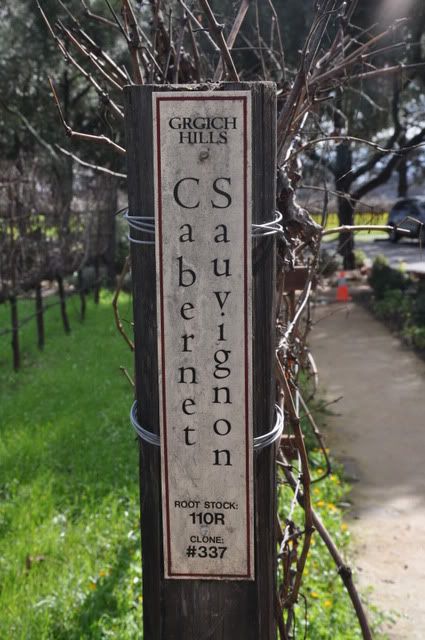 GRGICH
HILLS
Cabernet
Sauvignon
ROOT STOCK:
110R
CLONE:
#337